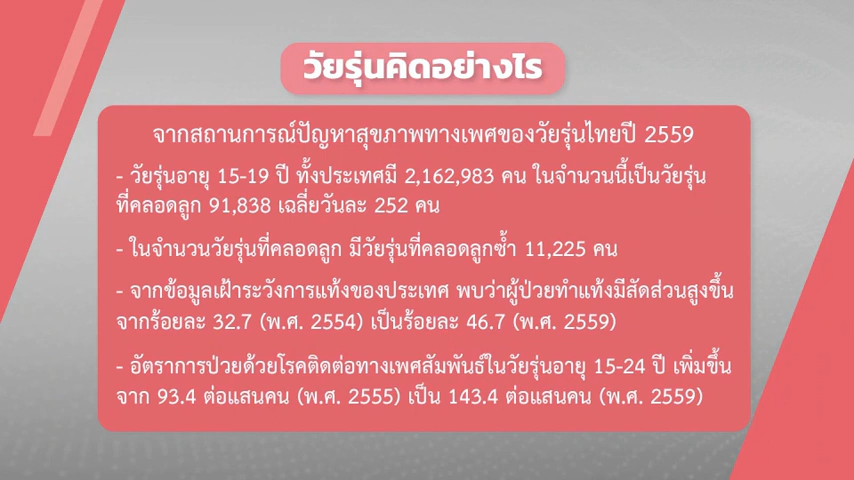 วัยรุ่นคิดอย่างไร
จากสถานการณ์ปัญหาสุขภาพทางเพศของวัยรุ่นไทยปี 2559
- วัยรุ่นอายุ 15-19 ปี ทั้งประเทศมี 2,162,983 คน ในจำนวนนี้เป็นวัยรุ่น
ที่คลอดลูก 91,838 เฉลี่ยวันละ 252 คน
- ในจำนวนวัยรุ่นที่คลอดลูก มีวัยรุ่นที่คลอดลูกซ้ำ 11,225 คน
- จากข้อมูลเฝ้าระวังการแท้งของประเทศ พบว่าผู้ป่วยทำแท้งมีสัดส่วนสูงขึ้น
จากร้อยละ 32.7 (พ.ศ. 2554) เป็นร้อยละ 46.7 (พ.ศ. 2559)
- อัตราการป่วยด้วยโรคติดต่อทางเพศสัมพันธ์ในวัยรุ่นอายุ 15-24 ปี เพิ่มขึ้น
จาก 93.4 ต่อแสนคน (พ.ศ. 2555) เป็น 143.4 ต่อแสนคน (พ.ศ. 2559)